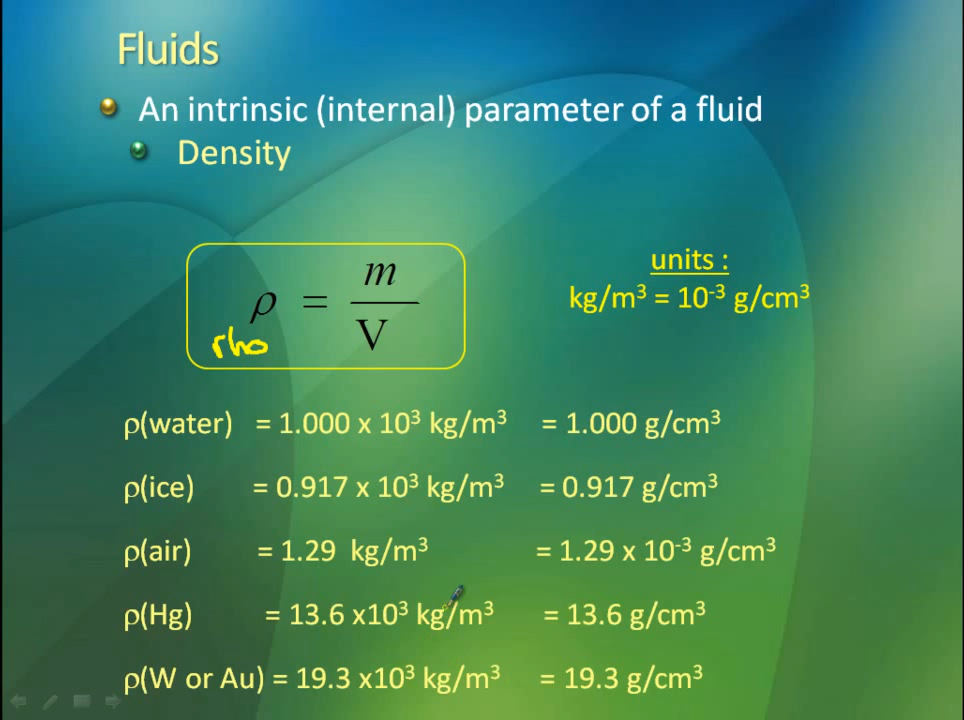 Fluids
An intrinsic (internal) parameter of a fluid
Density
ρ = m/V
rho
units :
kg/m³ = 10⁻³ g/cm³
ρ(water) = 1.000 x 10³ kg/m³ = 1.000 g/cm³
ρ(ice) = 0.917 x 10³ kg/m³ = 0.917 g/cm³
ρ(air) = 1.29 kg/m³ = 1.29 x 10⁻³ g/cm³
ρ(Hg) = 13.6 x10³ kg/m³ = 13.6 g/cm³
ρ(W or Au) = 19.3 x10³ kg/m³ = 19.3 g/cm³